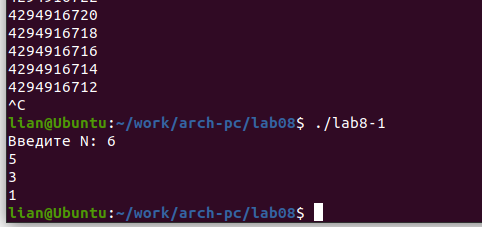 4294916720
4294916718
4294916716
4294916714
4294916712
^C
lian@Ubuntu:~/work/arch-pc/lab08$ ./lab8-1
Введите N: 6
5
3
1
lian@Ubuntu:~/work/arch-pc/lab08$